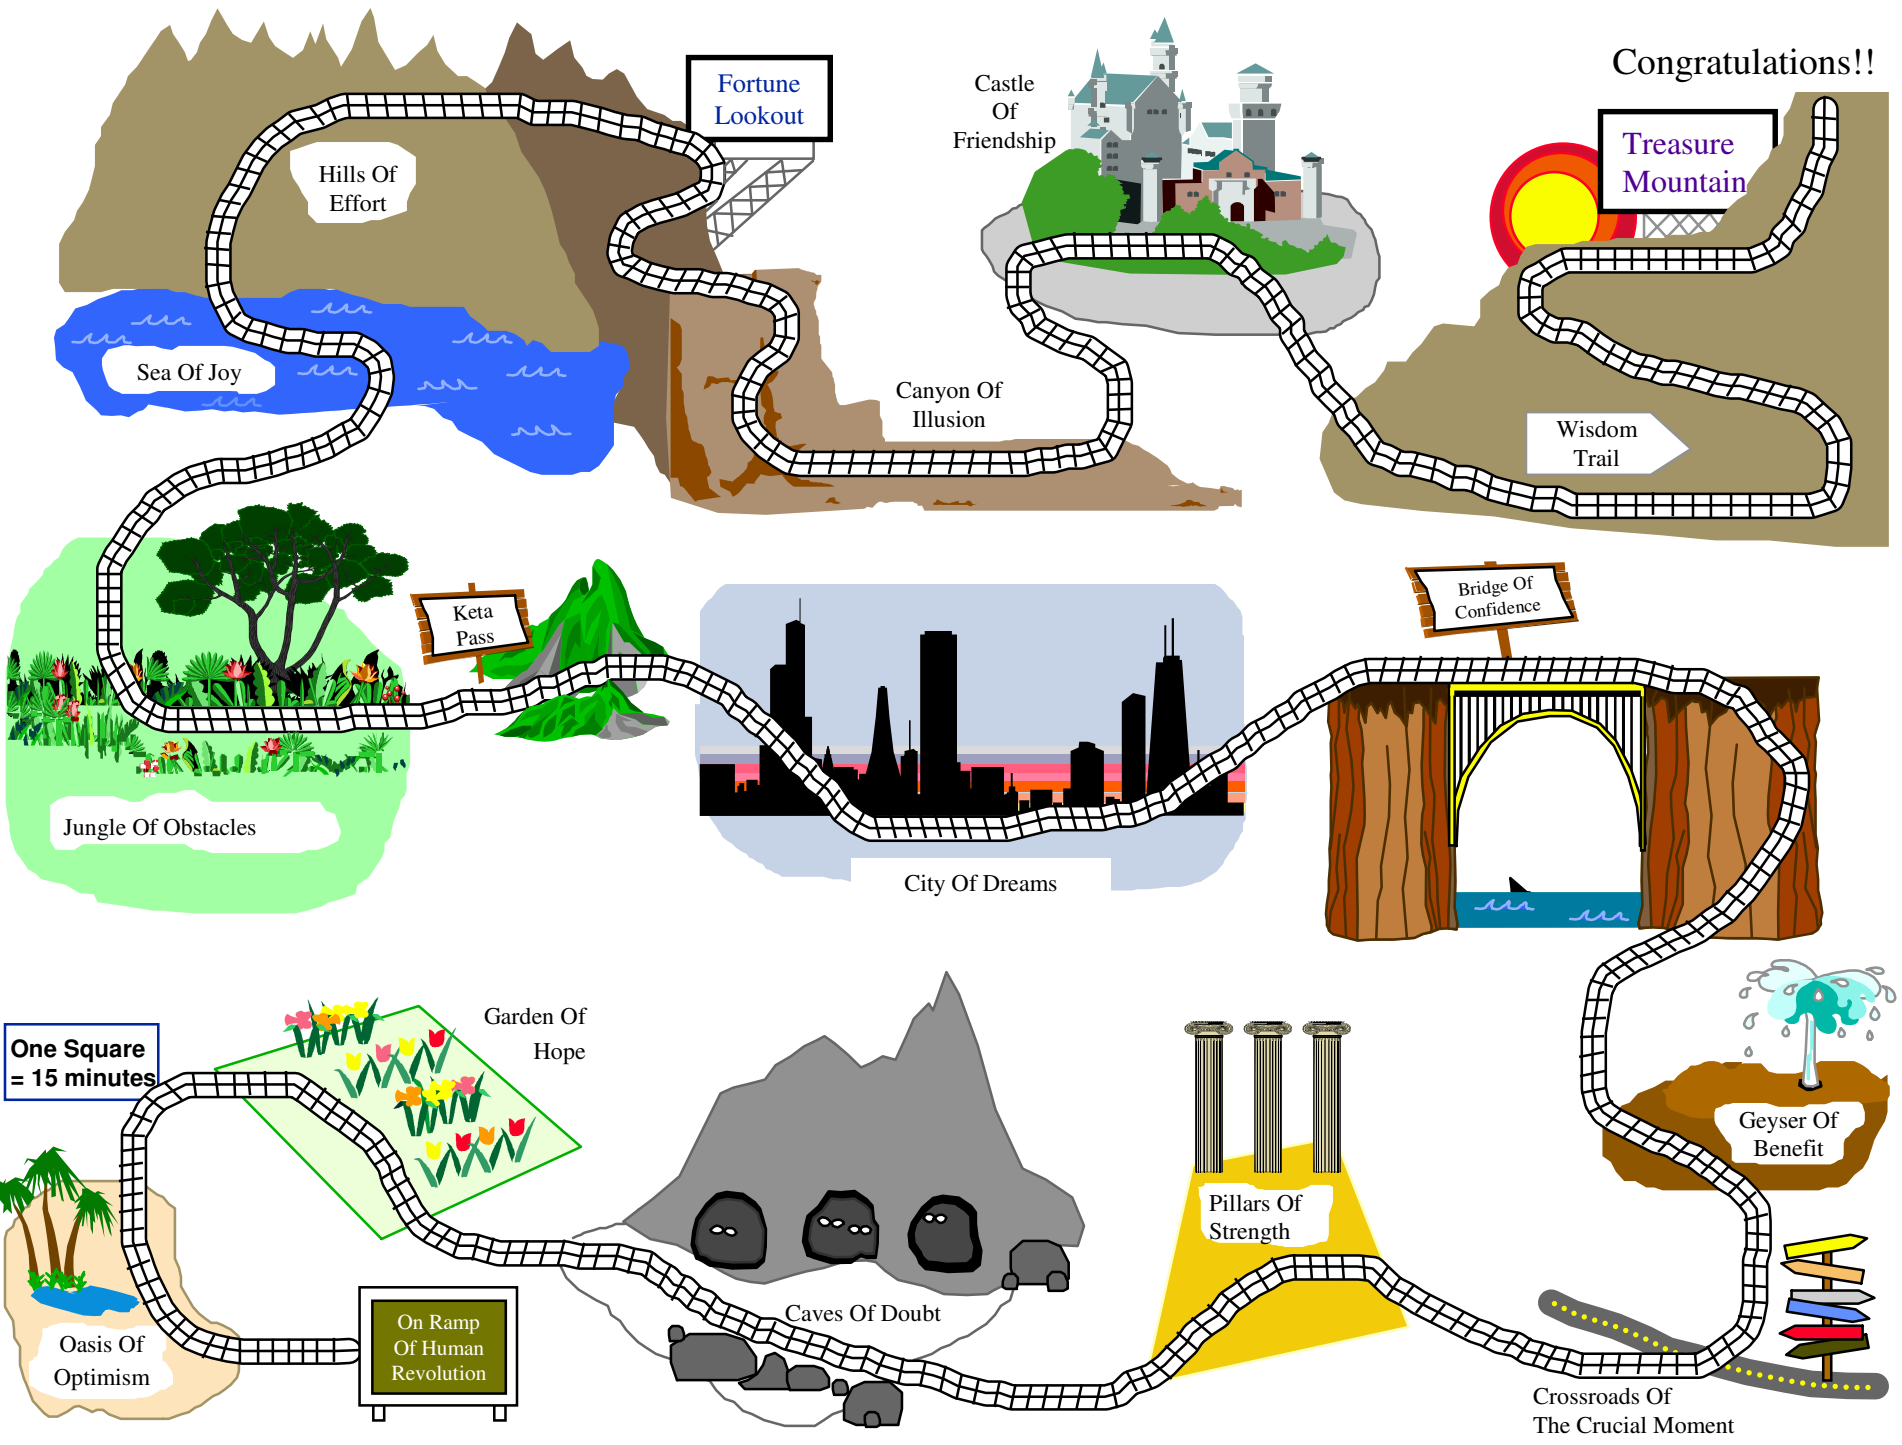 Congratulations!!
Fortune
Lookout
Castle
Of
Friendship
Treasure
Mountain
Hills Of
Effort
Sea Of Joy
Canyon Of
Illusion
Wisdom
Trail
Keta
Pass
Bridge Of
Confidence
Jungle Of Obstacles
City Of Dreams
Garden Of
Hope
One Square
= 15 minutes
Geyser Of
Benefit
Pillars Of
Strength
Caves Of Doubt
On Ramp
Of Human
Revolution
Oasis Of
Optimism
Crossroads Of
The Crucial Moment